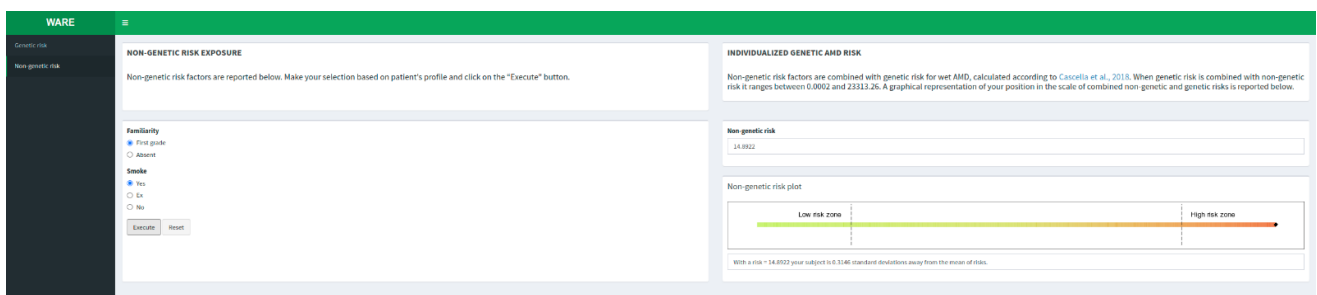 WARE
Genetic risk
Non-genetic risk
NON-GENETIC RISK EXPOSURE
Non-genetic risk factors are reported below. Make your selection based on patient's profile and click on the "Execute" button.
INDIVIDUALIZED GENETIC AMD RISK
Non-genetic risk factors are combined with genetic risk for wet AMD, calculated according to Cascella et al., 2018. When genetic risk is combined with non-genetic
risk it ranges between 0.0002 and 23313.26. A graphical representation of your position in the scale of combined non-genetic and genetic risks is reported below.
Familiarity
First grade
Absent
Smoke
Yes
Ex
No
Execute Reset
Non-genetic risk
14.8922
Non-genetic risk plot
Low risk zone High risk zone
With a risk = 14.8922 your subject is 0.3146 standard deviations away from the mean of risks.